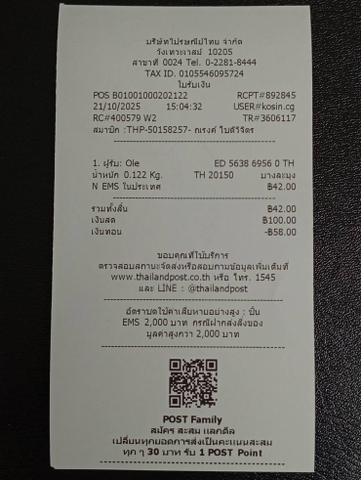 บริษัทไปรษณีย์ไทย จำกัด
วังเทวะเวสม์ 10205
สาขาที่ 0024 Tel. 0-2281-8444
TAX ID. 0105546095724
ใบรับเงิน
POS B01001000202122 RCPT#892845
21/10/2025 15:04:32 USER#kosin.cg
RC#400579 W2 TR#3606117
สมาชิก :THP-50158257- ณรงค์ ใบตัวิจิตร
1. ผู้รับ: Ole ED 5638 6956 0 TH
น้ำหนัก 0.122 Kg. TH 20150 บางละมุง
N EMS ในประเทศ ฿42.00
รวมทั้งสิ้น ฿42.00
เงินสด ฿100.00
เงินทอน -฿58.00
ขอบคุณที่ใช้บริการ
ตรวจสอบสถานะจัดส่งหรือสอบถามข้อมูลเพิ่มเติมที่
www.thailandpost.co.th หรือ โทร. 1545
และ LINE : @thailandpost
อัตราชดใช้ค่าเสียหายอย่างสูง : ชิ้น
EMS 2,000 บาท กรณีฝากส่งสิ่งของ
มูลค่าสูงกว่า 2,000 บาท
POST Family
สมัคร สะสม แลกดีล
เปลี่ยนทุกยอดการส่งเป็นคะแนนสะสม
ทุก ๆ 30 บาท รับ 1 POST Point